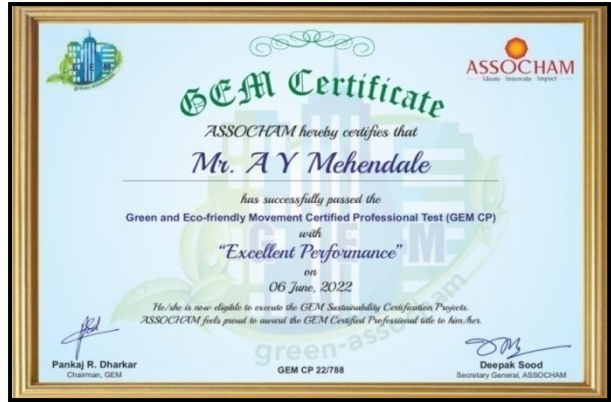 GEM
green-assocham
ASSOCHAM
Ideate Innovate Impact
GEM Certificate
ASSOCHAM hereby certifies that
Mr. A Y Mehendale
has successfully passed the
Green and Eco-friendly Movement Certified Professional Test (GEM CP)
with
"Excellent Performance"
on
06 June, 2022
He/she is now eligible to execute the GEM Sustainability Certification Projects.
ASSOCHAM feels proud to award the GEM Certified Professional title to him/her.
Pankaj R. Dharkar
Chairman, GEM
GEM CP 22/788
Deepak Sood
Secretary General, ASSOCHAM